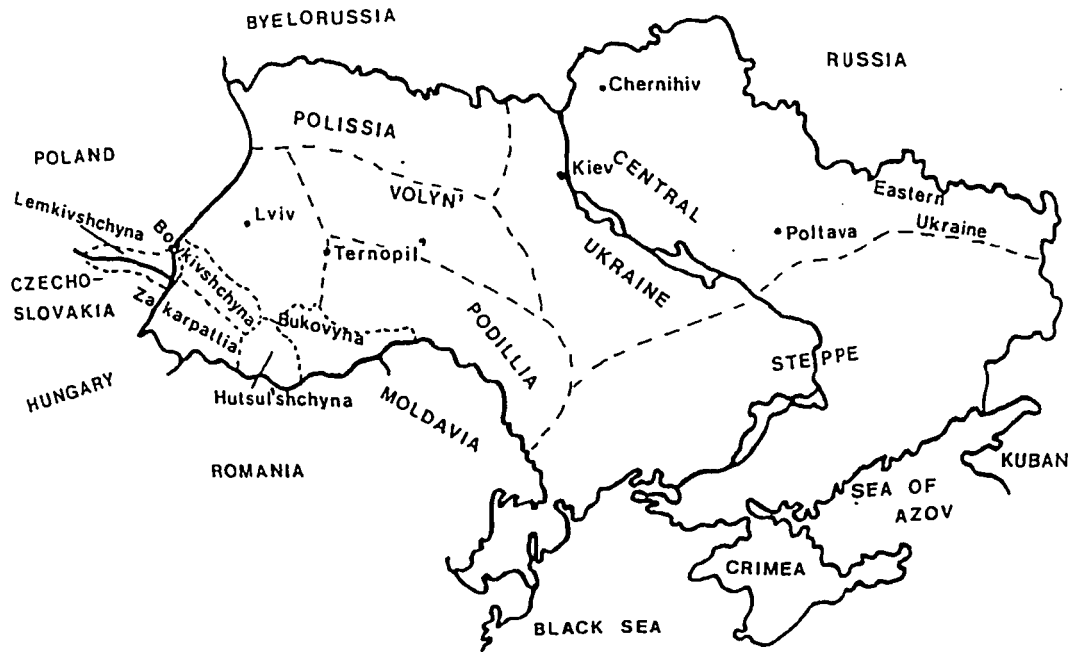 BYELORUSSIA
RUSSIA
Chernihiv
POLISSIA
POLAND
Kiev
CENTRAL
UKRAINE
Eastern
Ukraine
VOLYN'
Lemkivshchyna
Boykivshchyna
Lviv
Poltava
Ternopil
CZECHO-
SLOVAKIA
Zakarpattia
Bukovyna
PODILLIA
STEPPE
HUNGARY
Hutsul'shchyna
MOLDAVIA
ROMANIA
KUBAN
SEA OF
AZOV
CRIMEA
BLACK SEA